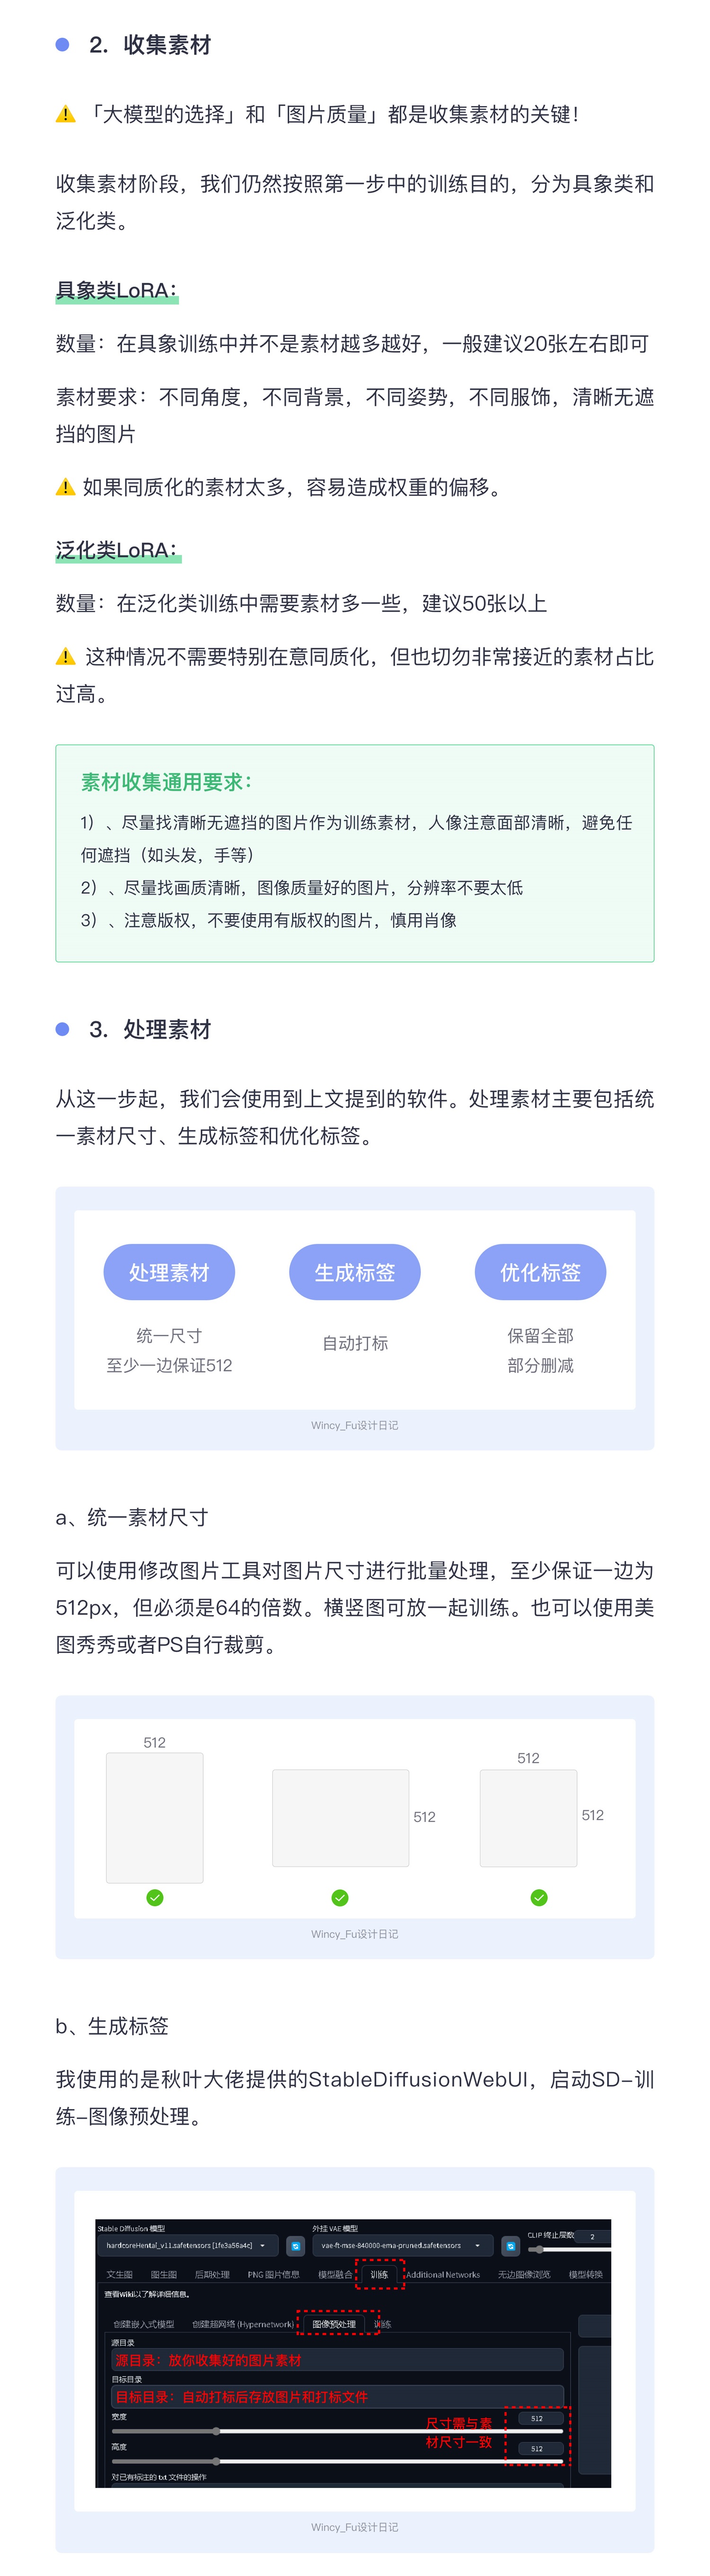 2. 收集素材
「大模型的选择」和「图片质量」都是收集素材的关键！
收集素材阶段，我们仍然按照第一步中的训练目的，分为具象类和
泛化类。
具象类LoRA：
数量：在具象训练中并不是素材越多越好，一般建议20张左右即可
素材要求：不同角度，不同背景，不同姿势，不同服饰，清晰无遮
挡的图片
如果同质化的素材太多，容易造成权重的偏移。
泛化类LoRA：
数量：在泛化类训练中需要素材多一些，建议50张以上
这种情况不需要特别在意同质化，但也切勿非常接近的素材占比
过高。
素材收集通用要求：
1）、尽量找清晰无遮挡的图片作为训练素材，人像注意面部清晰，避免任
何遮挡（如头发，手等）
2）、尽量找画质清晰，图像质量好的图片，分辨率不要太低
3）、注意版权，不要使用有版权的图片，慎用肖像
3. 处理素材
从这一步起，我们会使用到上文提到的软件。处理素材主要包括统
一素材尺寸、生成标签和优化标签。
处理素材 生成标签 优化标签
统一尺寸 自动打标 保留全部
至少一边保证512 部分删减
Wincy_Fu设计日记
a、统一素材尺寸
可以使用修改图片工具对图片尺寸进行批量处理，至少保证一边为
512px，但必须是64的倍数。横竖图可放一起训练。也可以使用美
图秀秀或者PS自行裁剪。
512
512
512
512
Wincy_Fu设计日记
b、生成标签
我使用的是秋叶大佬提供的StableDiffusionWebUI，启动SD-训
练-图像预处理。
Stable Diffusion 模型 外挂 VAE 模型 CLIP 终止层数 2
hardcoreHentai_v11.safetensors [1fe3a56a4c] vae-ft-mse-840000-ema-pruned.safetensors
文生图 图生图 后期处理 PNG 图片信息 模型融合 训练 Additional Networks 无边图像浏览 模型转换
查看Wiki以了解详细信息。
创建嵌入式模型 创建超网络 (Hypernetwork) 图像预处理 训练
源目录
源目录：放你收集好的图片素材
目标目录
目标目录：自动打标后存放图片和打标文件
宽度 512
尺寸需与素
材尺寸一致
高度 512
对已有标注的 txt 文件的操作
Wincy_Fu设计日记